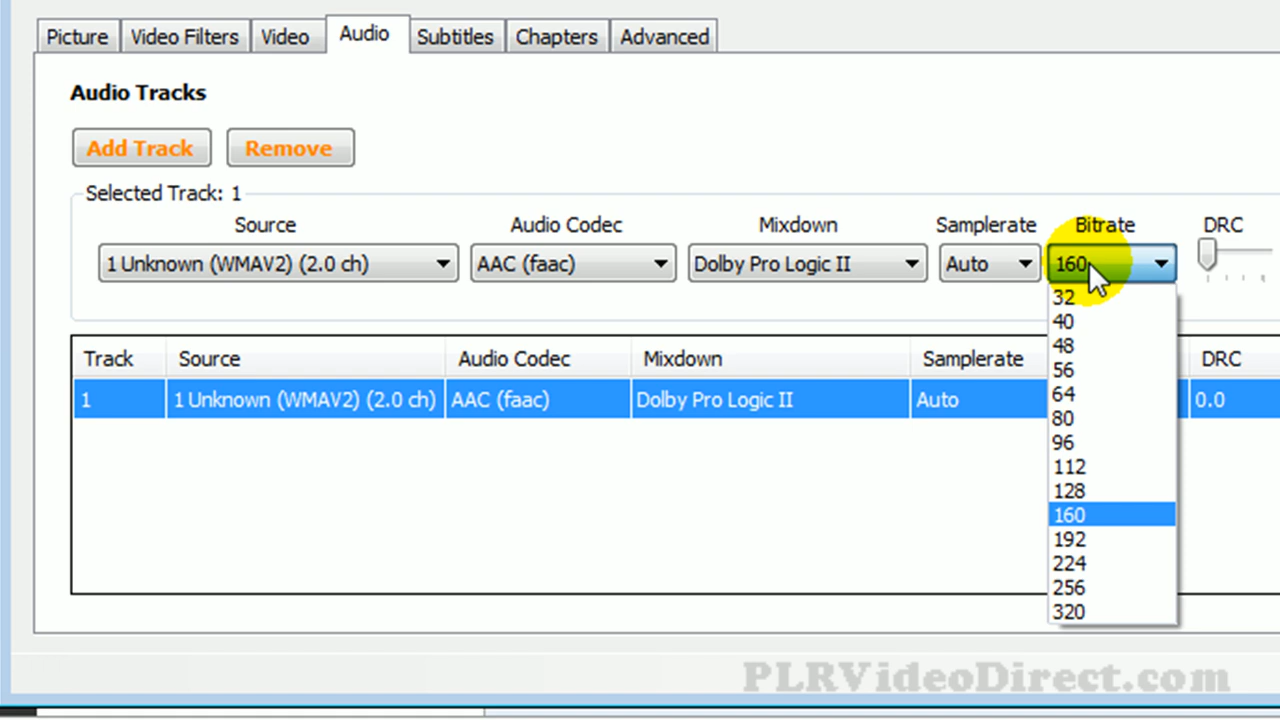 Picture Video Filters Video Audio Subtitles Chapters Advanced
Audio Tracks
Add Track Remove
Selected Track: 1
Source Audio Codec Mixdown Samplerate Bitrate DRC
1 Unknown (WMAV2) (2.0 ch) AAC (faac) Dolby Pro Logic II Auto 160
32
40
48
56
64
80
96
112
128
160
192
224
256
320
Track Source Audio Codec Mixdown Samplerate DRC
1 1 Unknown (WMAV2) (2.0 ch) AAC (faac) Dolby Pro Logic II Auto 0.0
PLRVideoDirect.com